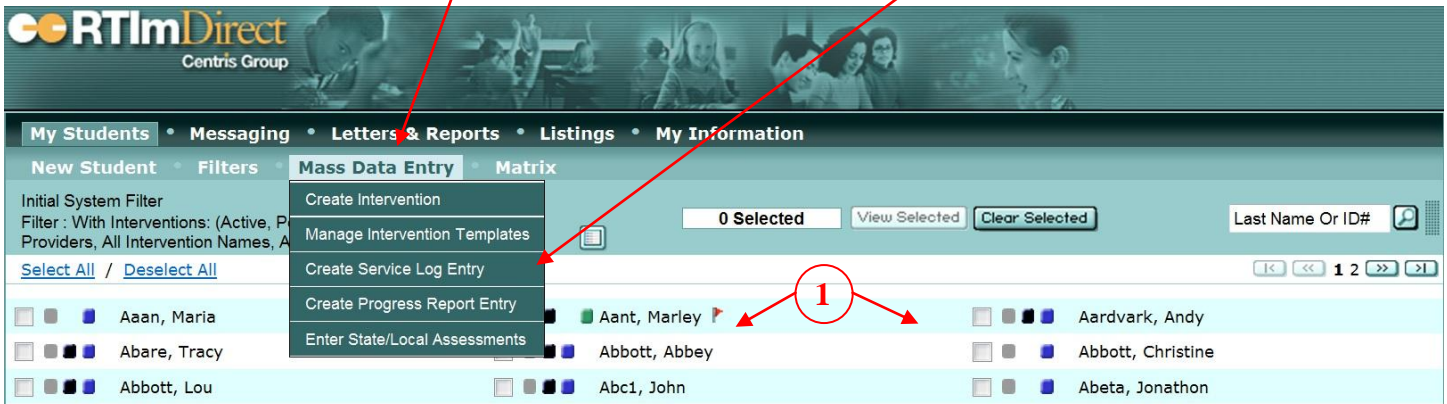 RTImDirect
Centris Group
My Students • Messaging • Letters & Reports • Listings • My Information
New Student • Filters • Mass Data Entry • Matrix
Initial System Filter
Filter : With Interventions: (Active, P
Providers, All Intervention Names, A
Create Intervention
Manage Intervention Templates
Create Service Log Entry
Create Progress Report Entry
Enter State/Local Assessments
0 Selected View Selected Clear Selected Last Name Or ID#
Select All / Deselect All 1 2
1
Aaan, Maria Aant, Marley Aardvark, Andy
Abare, Tracy Abbott, Abbey Abbott, Christine
Abbott, Lou Abc1, John Abeta, Jonathon